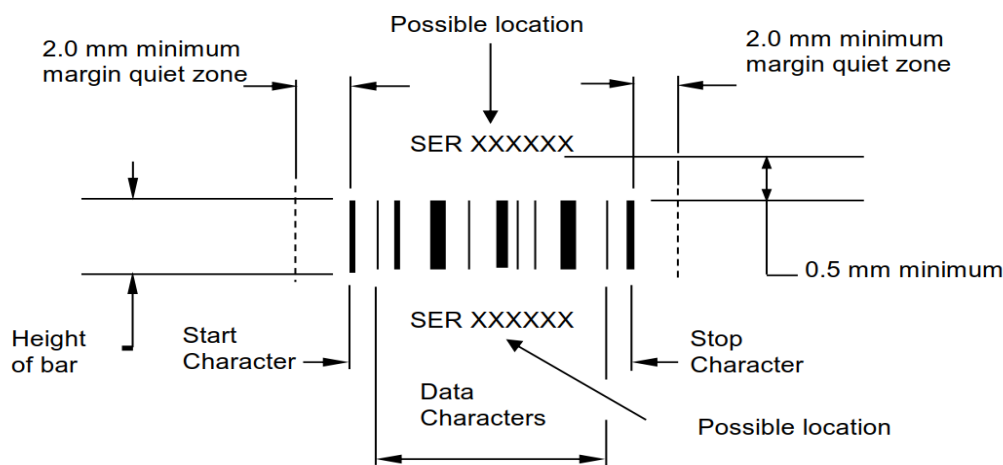 Possible location
2.0 mm minimum
margin quiet zone
2.0 mm minimum
margin quiet zone
SER XXXXXX
0.5 mm minimum
SER XXXXXX
Height
of bar
Start
Character
Stop
Character
Data
Characters
Possible location